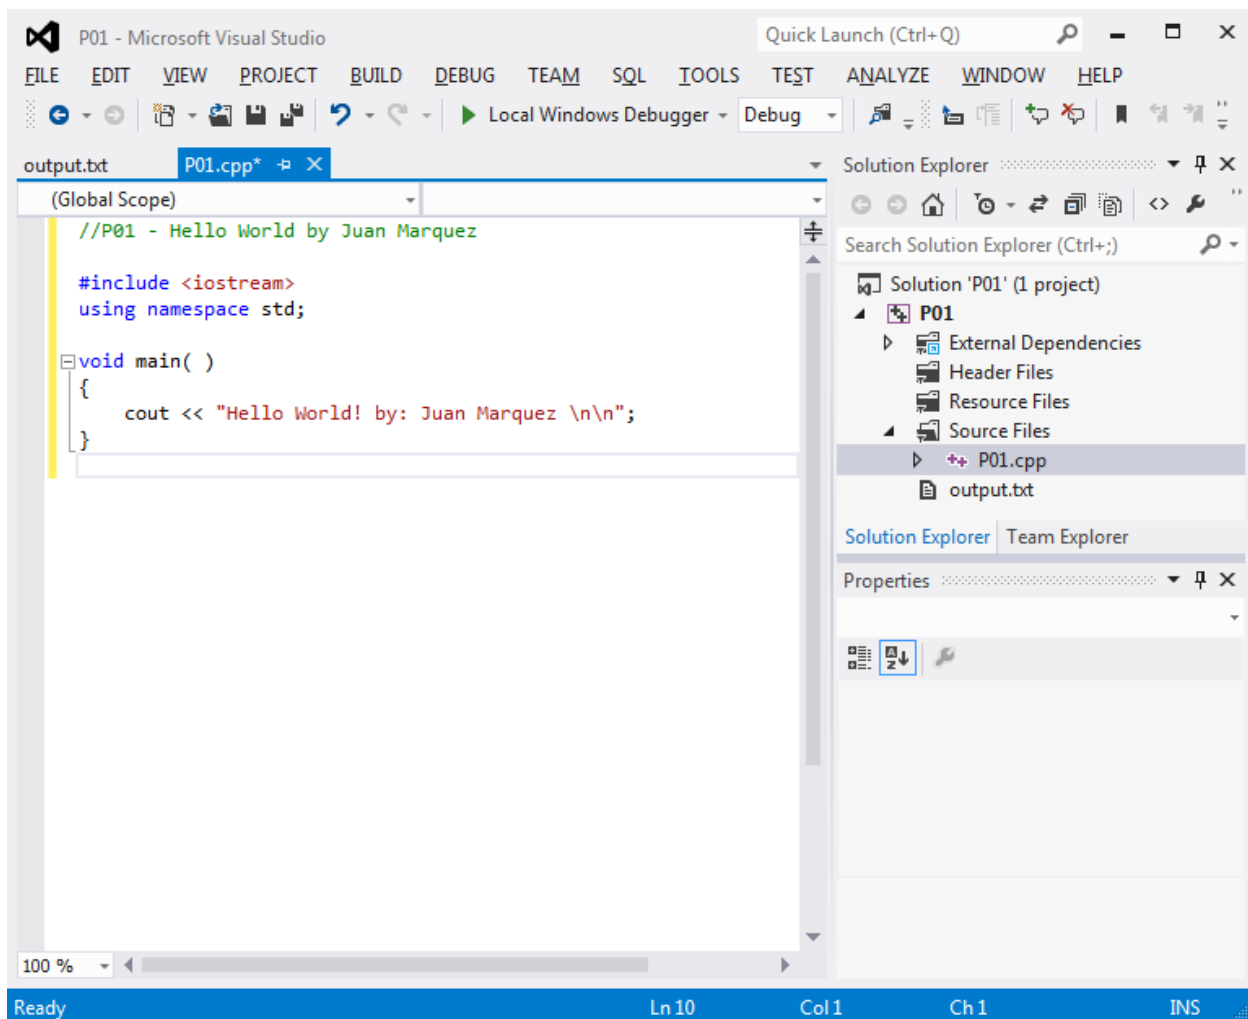 P01 - Microsoft Visual Studio
Quick Launch (Ctrl+Q)
FILE EDIT VIEW PROJECT BUILD DEBUG TEAM SQL TOOLS TEST ANALYZE WINDOW HELP
Local Windows Debugger Debug
output.txt P01.cpp*
(Global Scope)
//P01 - Hello World by Juan Marquez
#include <iostream>
using namespace std;
void main( )
{
cout << "Hello World! by: Juan Marquez \n\n";
}
100 %
Solution Explorer
Search Solution Explorer (Ctrl+;)
Solution 'P01' (1 project)
P01
External Dependencies
Header Files
Resource Files
Source Files
P01.cpp
output.txt
Solution Explorer Team Explorer
Properties
Ready Ln 10 Col 1 Ch 1 INS